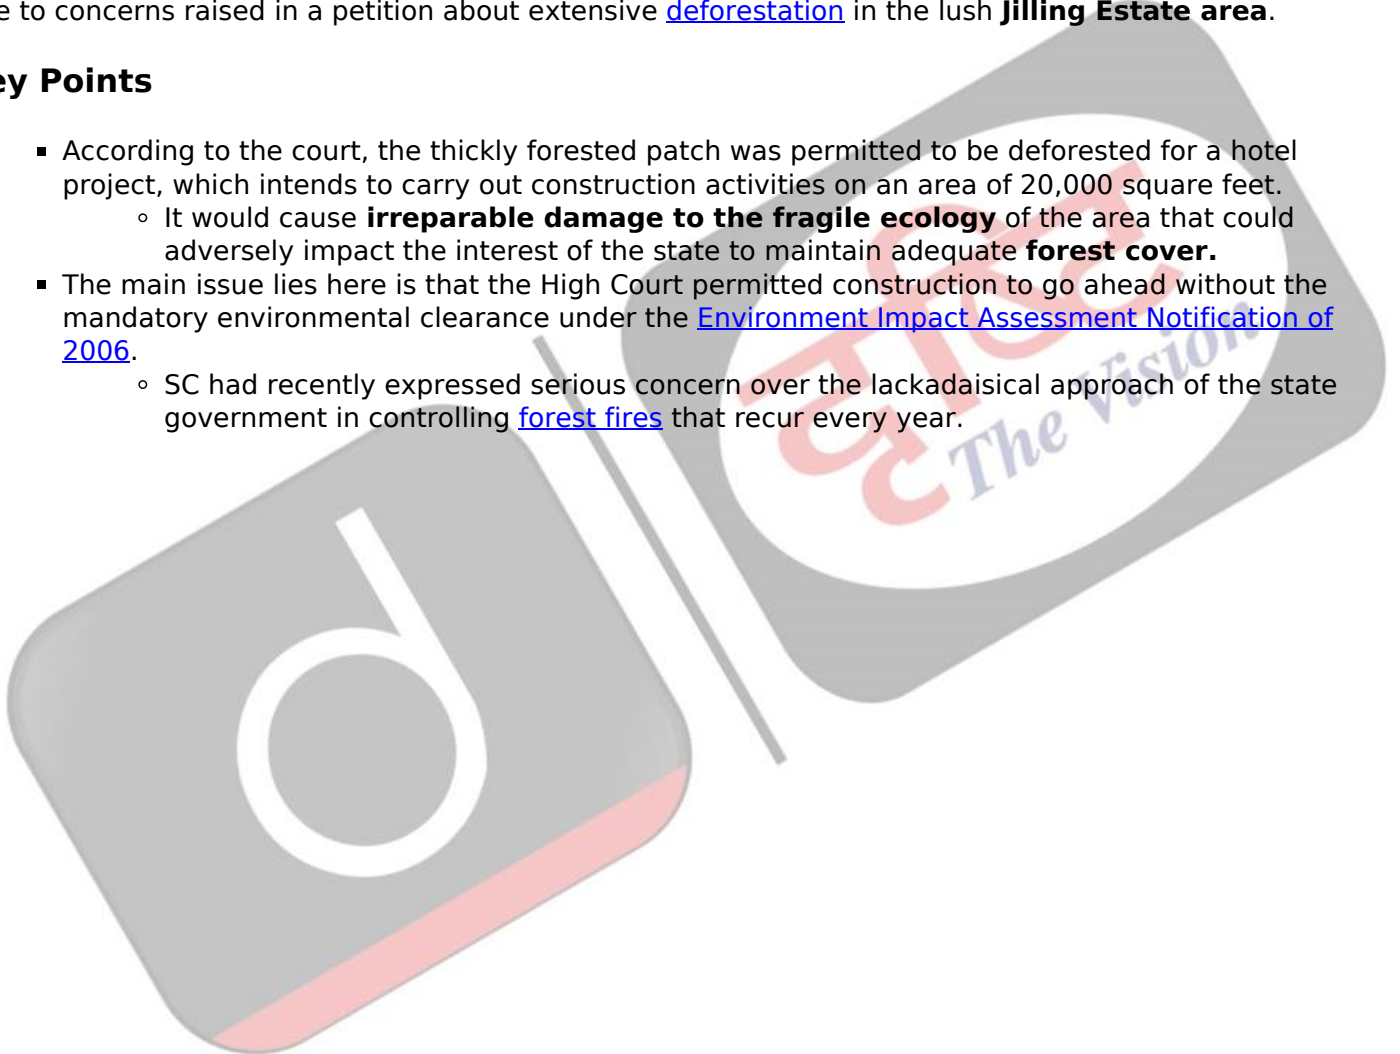 e to concerns raised in a petition about extensive deforestation in the lush Jilling Estate area.
ey Points
▪ According to the court, the thickly forested patch was permitted to be deforested for a hotel
project, which intends to carry out construction activities on an area of 20,000 square feet.
◦ It would cause irreparable damage to the fragile ecology of the area that could
adversely impact the interest of the state to maintain adequate forest cover.
▪ The main issue lies here is that the High Court permitted construction to go ahead without the
mandatory environmental clearance under the Environment Impact Assessment Notification of
2006.
◦ SC had recently expressed serious concern over the lackadaisical approach of the state
government in controlling forest fires that recur every year.
d
दृष्टि
The Vision